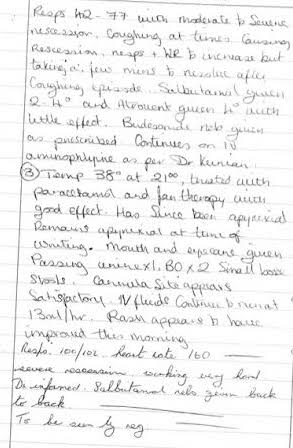 Resps 42 - 77 with moderate to severe
recession. Coughing at times causing
Recession, resps + HR to increase but
taking a few mins to resolve after
Coughing episode. Salbutamol given
2-4° and Atrovent given 4° with
little effect. Budesonide neb given
as prescribed. Continues on IV
aminophlyine as per Dr
③ Temp 38° at 21⁰⁰, treated with
paracetamol and fan therapy with
good effect. Has since been apyrexial
Remains apyrexial at time of
writing. Mouth and eyecare given
Passing urine x1. BO x 2 small loose
stools. Cannula site appears
Satisfactory. IV fluids continue to run at
13ml/hr. Rash appears to have
improved this morning
Resps. 100/102. heart rate 160
severe recession. working very hard
Dr informed. Salbutamol nebs given back
to back
To be seen by reg